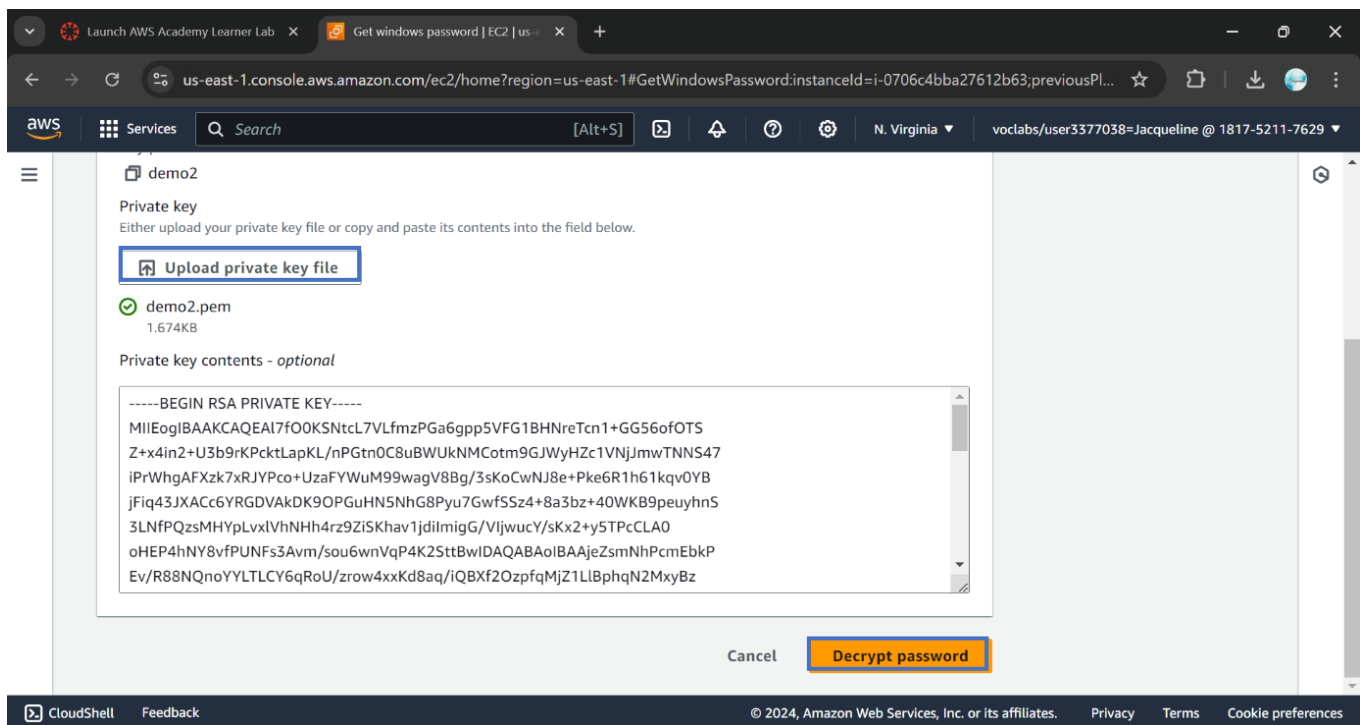 Launch AWS Academy Learner Lab
Get windows password | EC2 | us-e
us-east-1.console.aws.amazon.com/ec2/home?region=us-east-1#GetWindowsPassword:instanceId=i-0706c4bba27612b63;previousPl...
aws
Services
Search
[Alt+S]
N. Virginia
voclabs/user3377038=Jacqueline @ 1817-5211-7629
demo2
Private key
Either upload your private key file or copy and paste its contents into the field below.
Upload private key file
demo2.pem
1.674KB
Private key contents - optional
-----BEGIN RSA PRIVATE KEY-----
MIIEogIBAAKCAQEAl7fO0KSNtcL7VLfmzPGa6gpp5VFG1BHNreTcn1+GG56ofOTS
Z+x4in2+U3b9rKPcktLapKL/nPGtn0C8uBWUkNMCotm9GJWyHZc1VNjJmwTNNS47
iPrWhgAFXzk7xRJYPco+UzaFYWuM99wagV8Bg/3sKoCwNJ8e+Pke6R1h61kqv0YB
jFiq43JXACc6YRGDVAkDK9OPGuHN5NhG8Pyu7GwfSSz4+8a3bz+40WKB9peuyhnS
3LNfPQzsMHYpLvxlVhNHh4rz9ZiSKhav1jdiImigG/VIjwucY/sKx2+y5TPcCLA0
oHEP4hNY8vfPUNFs3Avm/sou6wnVqP4K2SttBwIDAQABAoIBAAjeZsmNhPcmEbkP
Ev/R88NQnoYYLTLCY6qRoU/zrow4xxKd8aq/iQBXf2OzpfqMjZ1LlBphqN2MxyBz
Cancel
Decrypt password
CloudShell
Feedback
© 2024, Amazon Web Services, Inc. or its affiliates.
Privacy
Terms
Cookie preferences